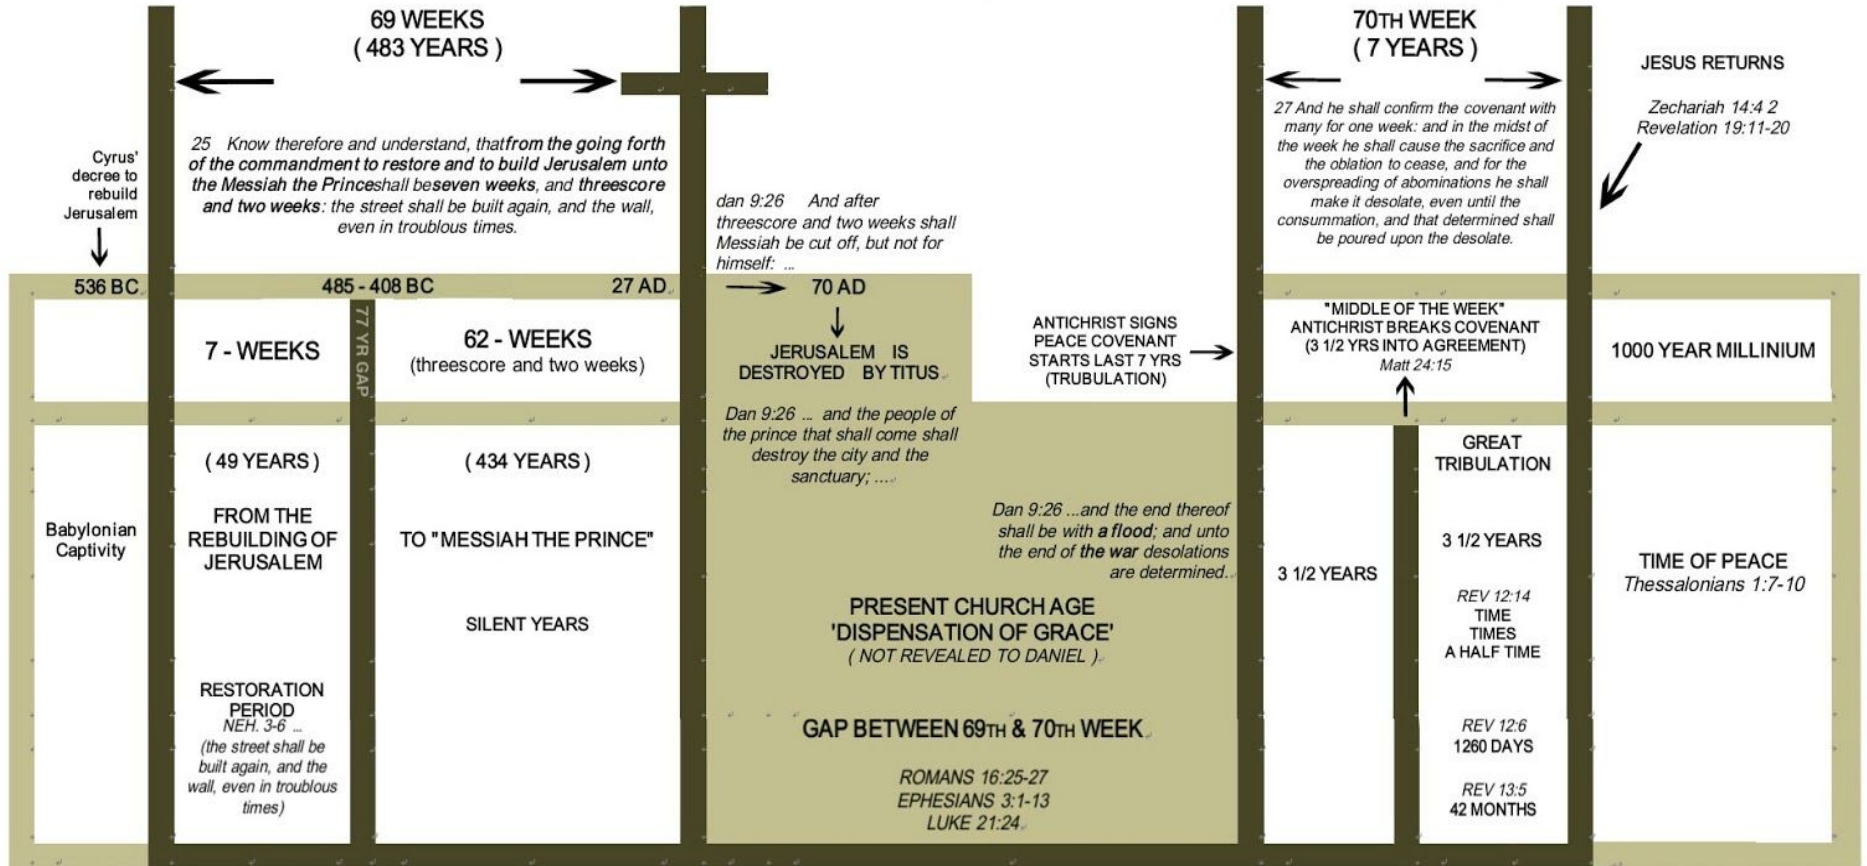 69 WEEKS
( 483 YEARS )
25 Know therefore and understand, thatfrom the going forth
of the commandment to restore and to build Jerusalem unto
the Messiah the Princeshall beseven weeks, and threescore
and two weeks: the street shall be built again, and the wall,
even in troublous times.
Cyrus'
decree to
rebuild
Jerusalem
536 BC
485 - 408 BC
27 AD
77 YR GAP
7 - WEEKS
62 - WEEKS
(threescore and two weeks)
Babylonian
Captivity
( 49 YEARS )
FROM THE
REBUILDING OF
JERUSALEM
RESTORATION
PERIOD
NEH. 3-6 ...
(the street shall be
built again, and the
wall, even in troublous
times)
( 434 YEARS )
TO "MESSIAH THE PRINCE"
SILENT YEARS
dan 9:26 And after
threescore and two weeks shall
Messiah be cut off, but not for
himself: ...
70 AD
JERUSALEM IS
DESTROYED BY TITUS
Dan 9:26 ... and the people of
the prince that shall come shall
destroy the city and the
sanctuary; ....
ANTICHRIST SIGNS
PEACE COVENANT
STARTS LAST 7 YRS
(TRUBULATION)
Dan 9:26 ...and the end thereof
shall be with a flood; and unto
the end of the war desolations
are determined.
PRESENT CHURCH AGE
'DISPENSATION OF GRACE'
( NOT REVEALED TO DANIEL )
GAP BETWEEN 69TH & 70TH WEEK
ROMANS 16:25-27
EPHESIANS 3:1-13
LUKE 21:24
70TH WEEK
( 7 YEARS )
27 And he shall confirm the covenant with
many for one week: and in the midst of
the week he shall cause the sacrifice and
the oblation to cease, and for the
overspreading of abominations he shall
make it desolate, even until the
consummation, and that determined shall
be poured upon the desolate.
"MIDDLE OF THE WEEK"
ANTICHRIST BREAKS COVENANT
(3 1/2 YRS INTO AGREEMENT)
Matt 24:15
3 1/2 YEARS
GREAT
TRIBULATION
3 1/2 YEARS
REV 12:14
TIME
TIMES
A HALF TIME
REV 12:6
1260 DAYS
REV 13:5
42 MONTHS
JESUS RETURNS
Zechariah 14:4 2
Revelation 19:11-20
1000 YEAR MILLINIUM
TIME OF PEACE
Thessalonians 1:7-10